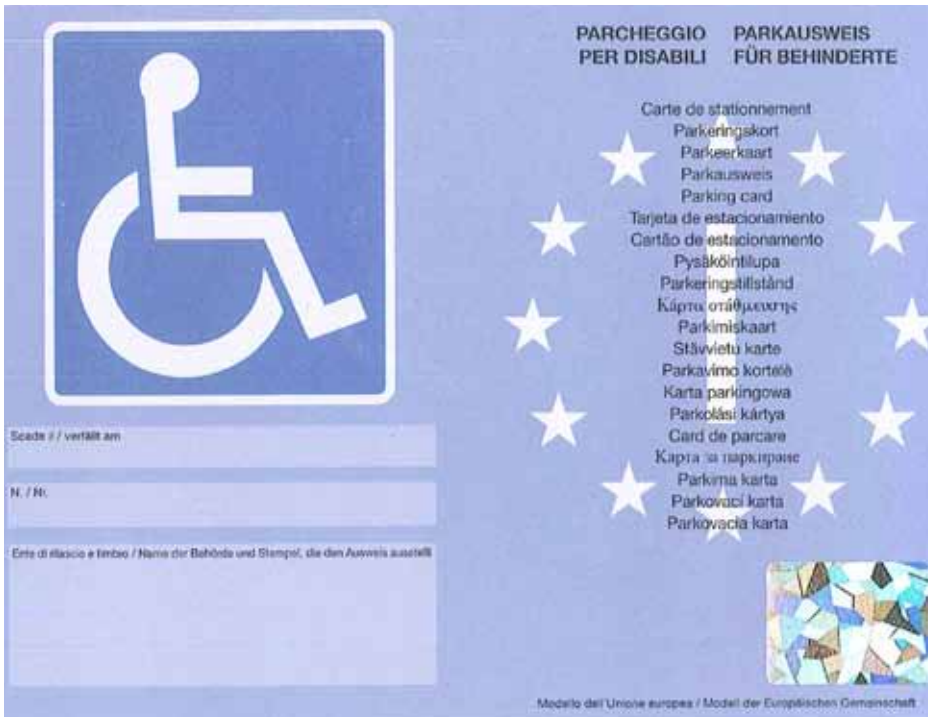 PARCHEGGIO PER DISABILI
PARKAUSWEIS FÜR BEHINDERTE
Carte de stationnement
Parkeringskort
Parkeerkaart
Parkausweis
Parking card
Tarjeta de estacionamiento
Cartão de estacionamento
Pysäköintilupa
Parkeringstillstånd
Κάρτα στάθμευσης
Parkimiskaart
Stāvvietu karte
Parkavimo kortelė
Karta parkingowa
Parkolási kártya
Card de parcare
Карта за паркиране
Parkirna karta
Parkovací karta
Parkovacia karta
Scade il / verfällt am
N. / Nr.
Ente di rilascio e timbro / Name der Behörde und Stempel, die den Ausweis ausstellt
Modello dell'Unione europea / Modell der Europäischen Gemeinschaft